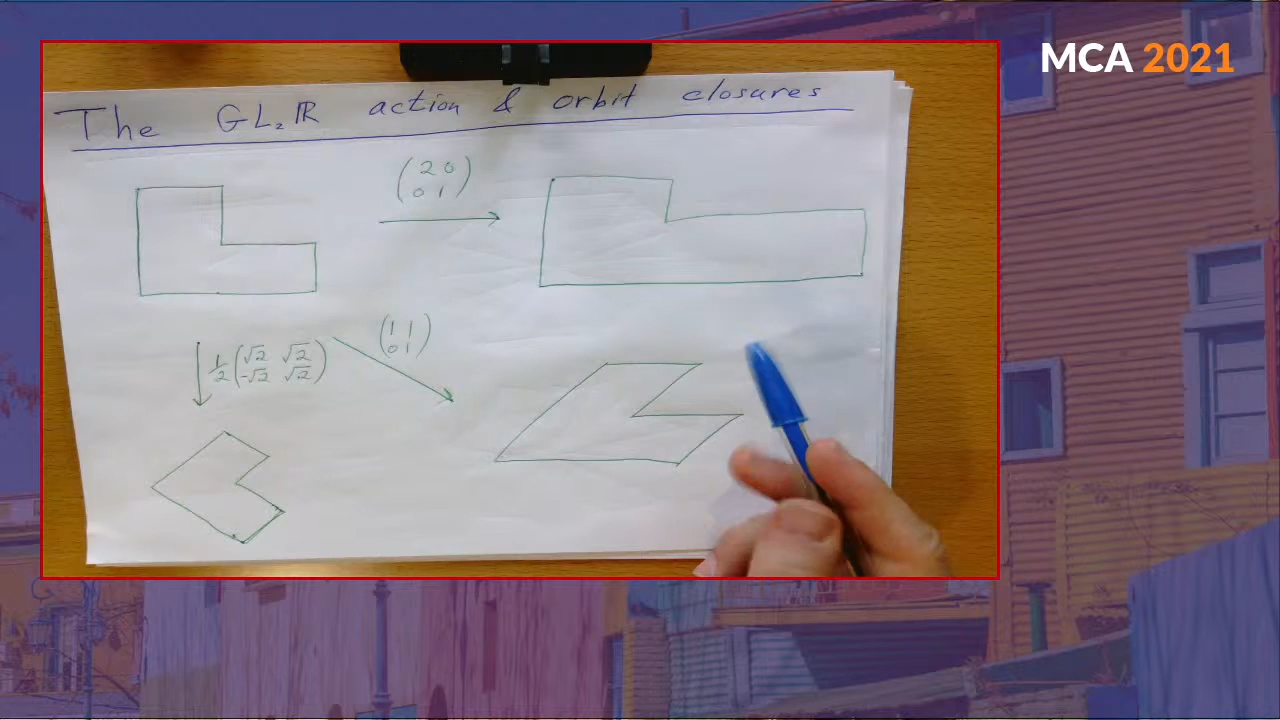 MCA 2021
The GL₂ℝ action & orbit closures
(2 0
0 1)
1/2 (√2 √2
-√2 √2)
(1 1
0 1)